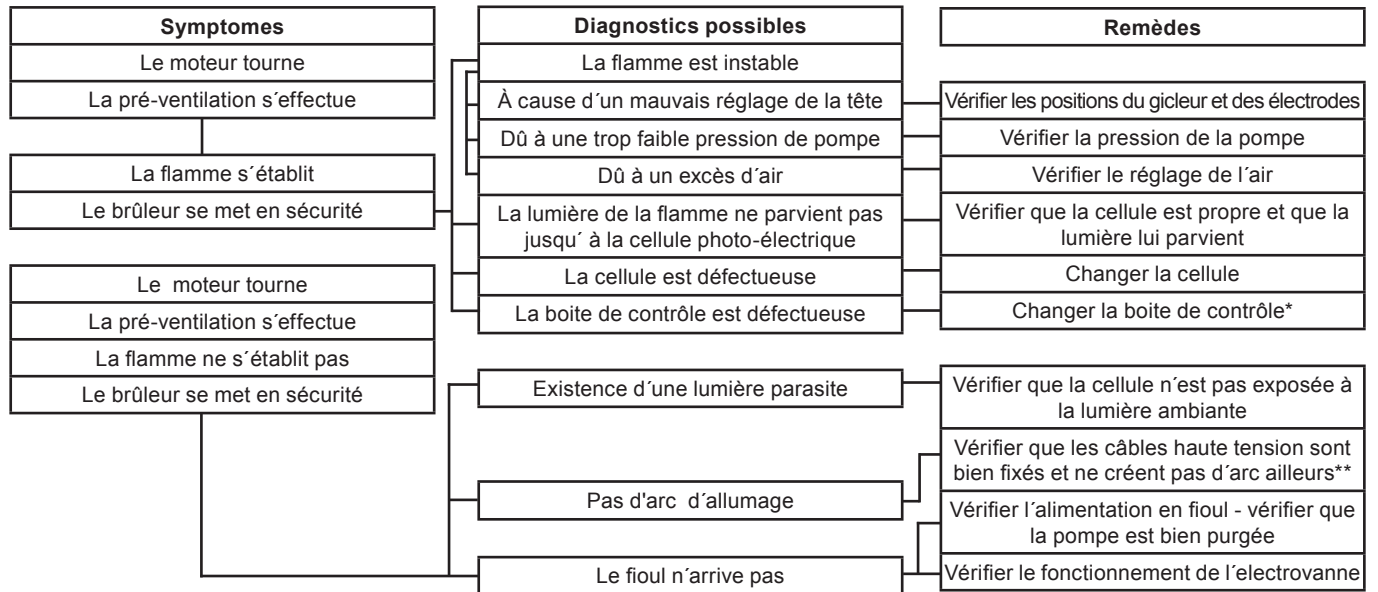 Symptomes
Le moteur tourne
La pré-ventilation s´effectue
La flamme s´établit
Le brûleur se met en sécurité
Le moteur tourne
La pré-ventilation s´effectue
La flamme ne s´établit pas
Le brûleur se met en sécurité
Diagnostics possibles
La flamme est instable
À cause d´un mauvais réglage de la tête
Dû à une trop faible pression de pompe
Dû à un excès d´air
La lumière de la flamme ne parvient pas
jusqu´ à la cellule photo-électrique
La cellule est défectueuse
La boite de contrôle est défectueuse
Existence d´une lumière parasite
Pas d'arc d´allumage
Le fioul n´arrive pas
Remèdes
Vérifier les positions du gicleur et des électrodes
Vérifier la pression de la pompe
Vérifier le réglage de l´air
Vérifier que la cellule est propre et que la
lumière lui parvient
Changer la cellule
Changer la boite de contrôle*
Vérifier que la cellule n´est pas exposée à
la lumière ambiante
Vérifier que les câbles haute tension sont
bien fixés et ne créent pas d´arc ailleurs**
Vérifier l´alimentation en fioul - vérifier que
la pompe est bien purgée
Vérifier le fonctionnement de l´electrovanne